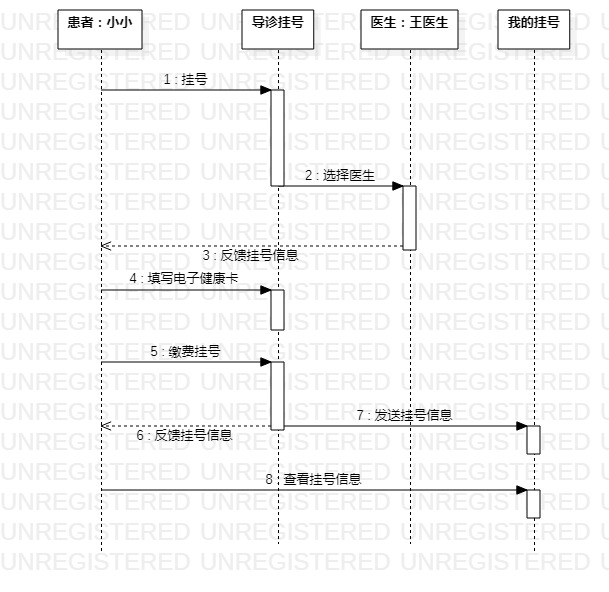 患者：小小 导诊挂号 医生：王医生 我的挂号
1 : 挂号
2 : 选择医生
3 : 反馈挂号信息
4 : 填写电子健康卡
5 : 缴费挂号
7 : 发送挂号信息
6 : 反馈挂号信息
8 : 查看挂号信息
UNREGISTERED UNREGISTERED UNREGISTERED